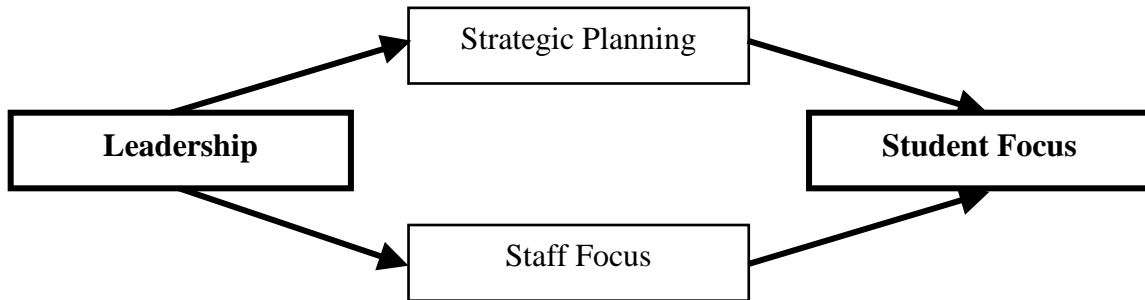 Strategic Planning
Leadership
Student Focus
Staff Focus